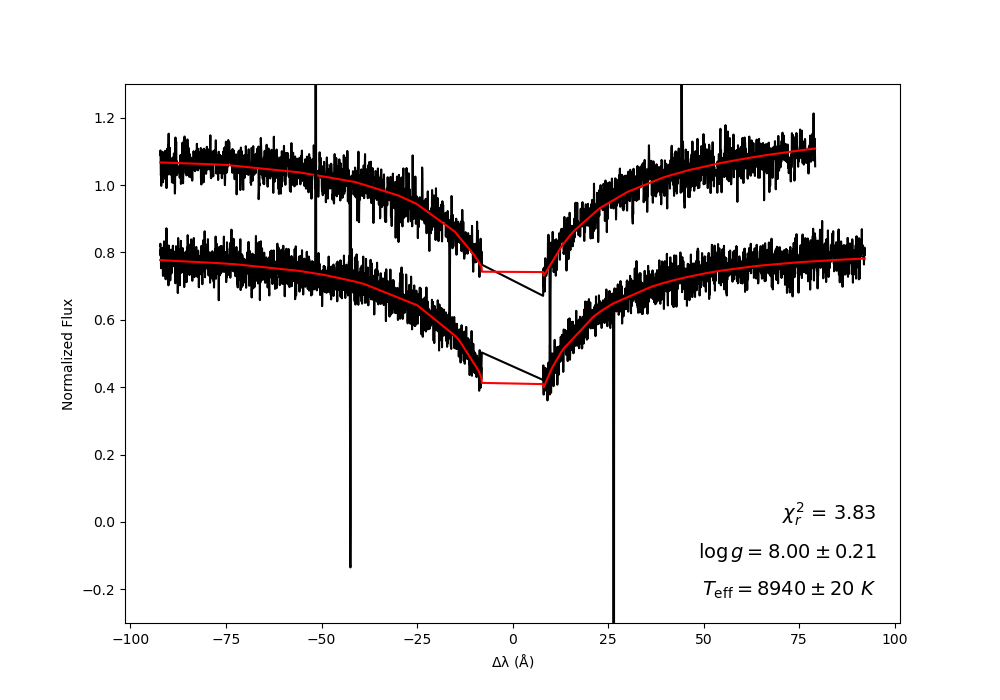 1.2
1.0
0.8
0.6
0.4
0.2
0.0
−0.2
Normalized Flux
χ²ᵣ = 3.83
log g = 8.00 ± 0.21
T_eff = 8940 ± 20 K
−100 −75 −50 −25 0 25 50 75 100
Δλ (Å)